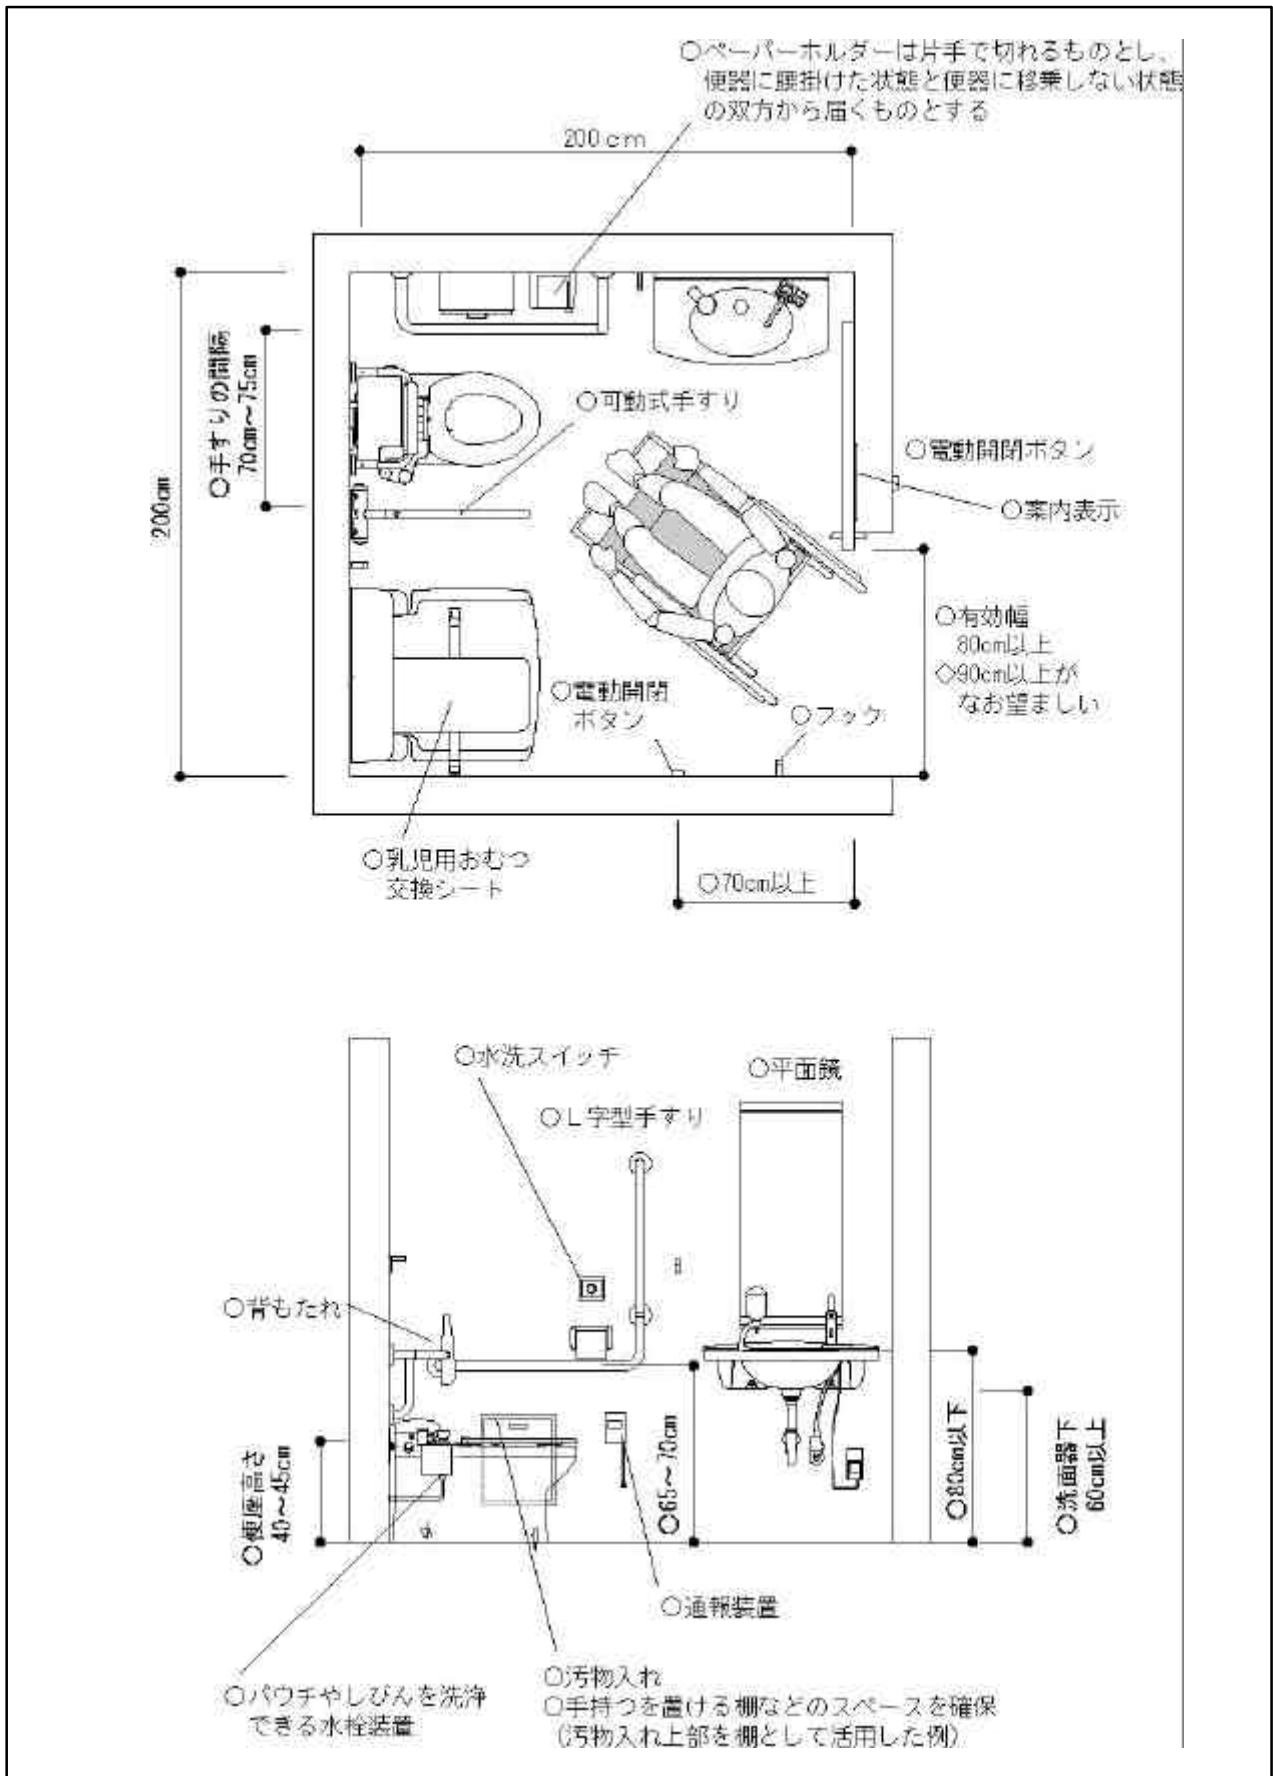 ○ペーパーホルダーは片手で切れるものとし、
便器に腰掛けた状態と便器に移乗しない状態
の双方から届くものとする
200cm
○手すりの間隔
70cm～75cm
200cm
○可動式手すり
○電動開閉ボタン
○案内表示
○有効幅
80cm以上
◇90cm以上が
なお望ましい
○電動開閉
ボタン
○フック
○乳児用おむつ
交換シート
○70cm以上
○水洗スイッチ
○平面鏡
○L字型手すり
○背もたれ
○便座高さ
40～45cm
○65～70cm
○80cm以下
○洗面器下
60cm以上
○通報装置
○パウチやしびんを洗浄
できる水栓装置
○汚物入れ
○手持つを置ける棚などのスペースを確保
(汚物入れ上部を棚として活用した例)